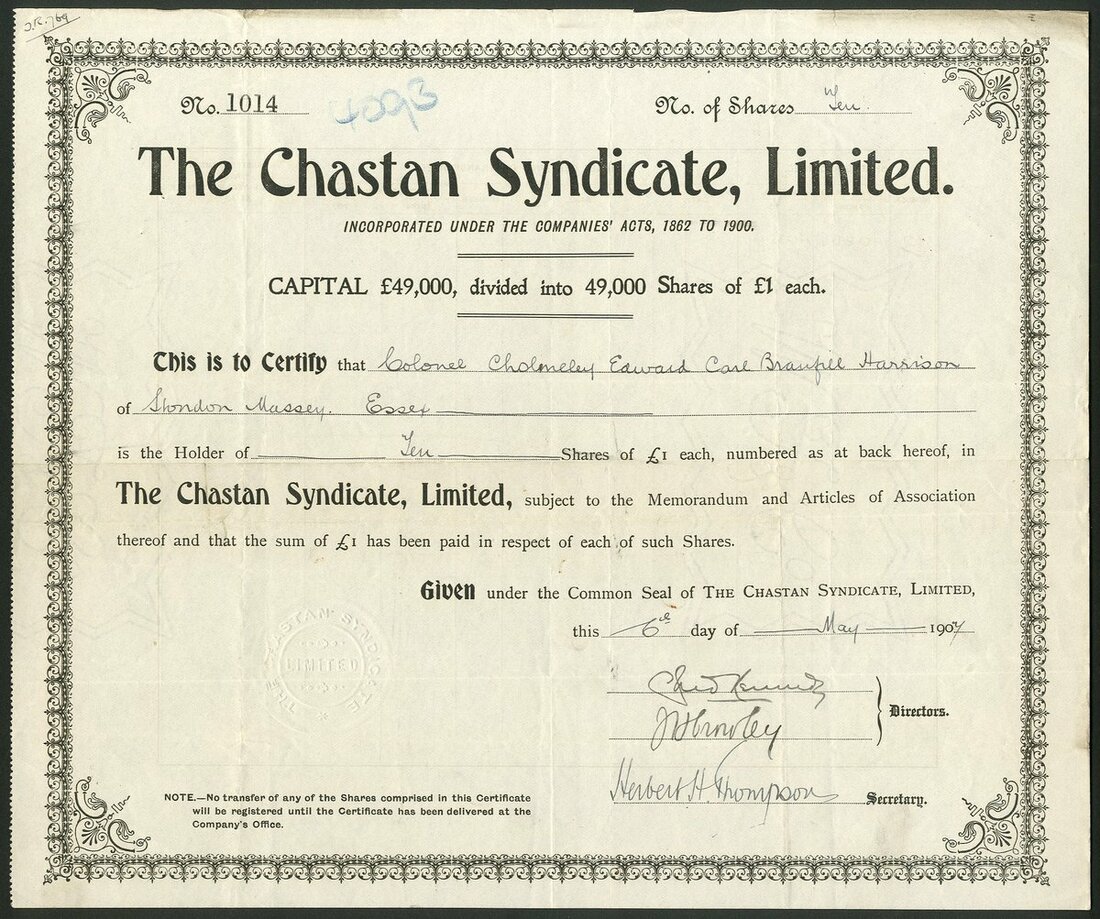 J.R. 769
No. 1014 4093 No. of Shares Ten.
The Chastan Syndicate, Limited.
INCORPORATED UNDER THE COMPANIES' ACTS, 1862 TO 1900.
CAPITAL £49,000, divided into 49,000 Shares of £1 each.
This is to Certify that Colonel Cholmeley Edward Carl Branfill Harrison
of Stondon Massey. Essex
is the Holder of Ten Shares of £1 each, numbered as at back hereof, in
The Chastan Syndicate, Limited, subject to the Memorandum and Articles of Association
thereof and that the sum of £1 has been paid in respect of each of such Shares.
Given under the Common Seal of THE CHASTAN SYNDICATE, LIMITED,
this 6th day of May 1907
THE CHASTAN SYNDICATE
LIMITED
Directors.
Herbert H. Thompson Secretary.
NOTE.—No transfer of any of the Shares comprised in this Certificate
will be registered until the Certificate has been delivered at the
Company's Office.